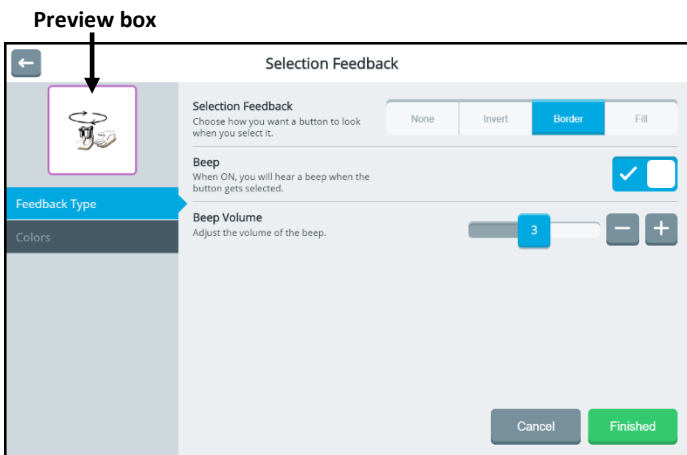 Preview box
Selection Feedback
Selection Feedback
Choose how you want a button to look
when you select it.
None
Invert
Border
Fill
Beep
When ON, you will hear a beep when the
button gets selected.
Feedback Type
Beep Volume
Adjust the volume of the beep.
3
Colors
Cancel
Finished